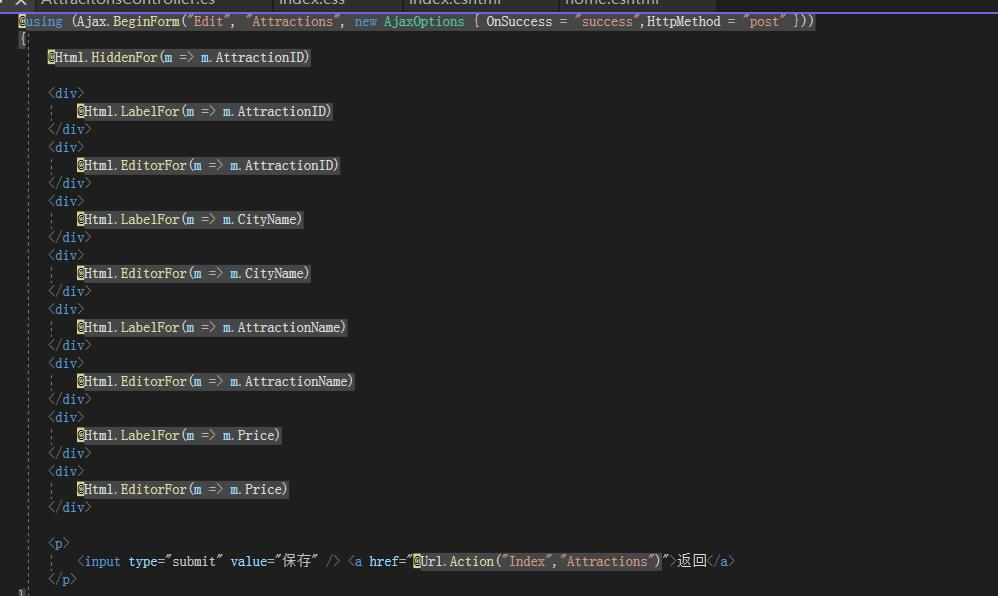 AttractionsController.cs index.css index.cshtml home.cshtml
@using (Ajax.BeginForm("Edit", "Attractions", new AjaxOptions { OnSuccess = "success",HttpMethod = "post" }))
{
@Html.HiddenFor(m => m.AttractionID)
<div>
@Html.LabelFor(m => m.AttractionID)
</div>
<div>
@Html.EditorFor(m => m.AttractionID)
</div>
<div>
@Html.LabelFor(m => m.CityName)
</div>
<div>
@Html.EditorFor(m => m.CityName)
</div>
<div>
@Html.LabelFor(m => m.AttractionName)
</div>
<div>
@Html.EditorFor(m => m.AttractionName)
</div>
<div>
@Html.LabelFor(m => m.Price)
</div>
<div>
@Html.EditorFor(m => m.Price)
</div>
<p>
<input type="submit" value="保存" /> <a href="@Url.Action("Index","Attractions")">返回</a>
</p>
}